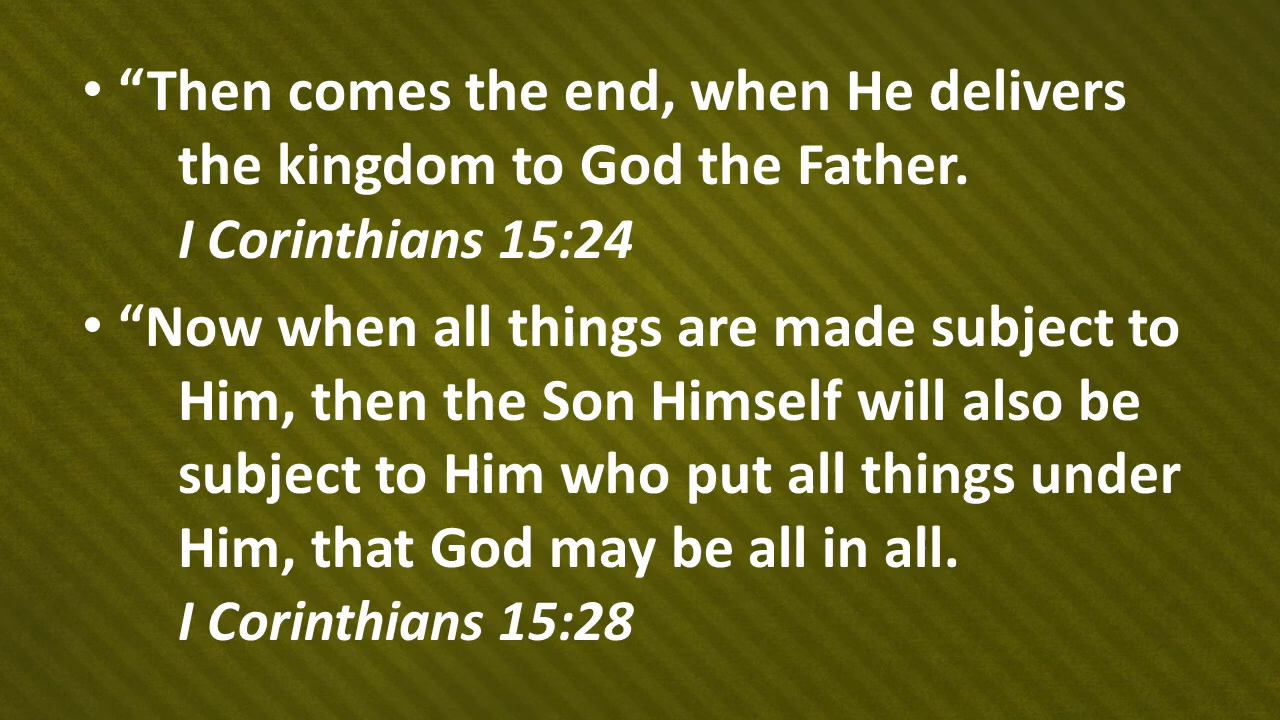 • “Then comes the end, when He delivers
the kingdom to God the Father.
I Corinthians 15:24
• “Now when all things are made subject to
Him, then the Son Himself will also be
subject to Him who put all things under
Him, that God may be all in all.
I Corinthians 15:28